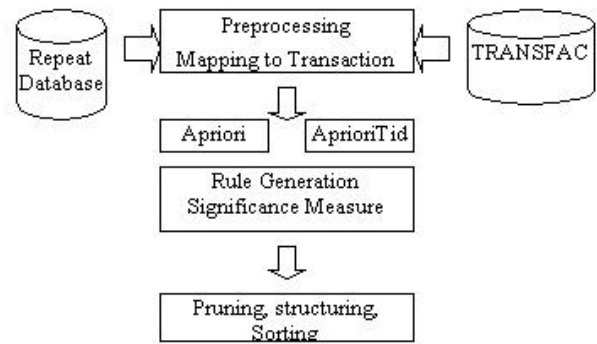 Repeat
Database
Preprocessing
Mapping to Transaction
TRANSFAC
Apriori
AprioriTid
Rule Generation
Significance Measure
Pruning, structuring,
Sorting